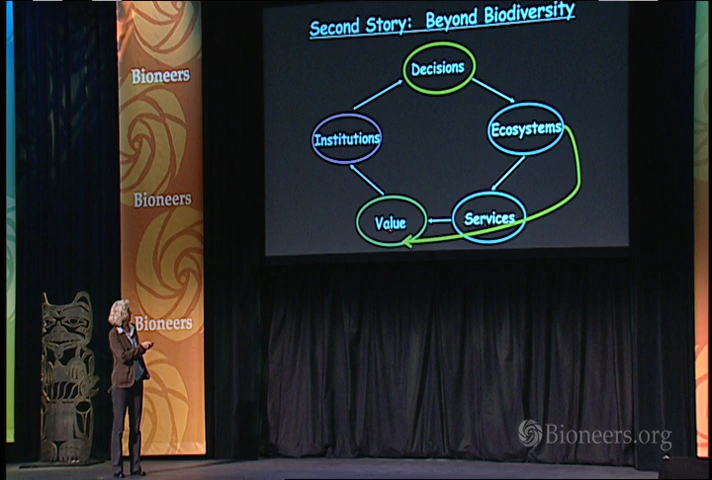 Second Story: Beyond Biodiversity
Decisions
Ecosystems
Institutions
Services
Value
Bioneers
Bioneers
Bioneers
Bioneers.org